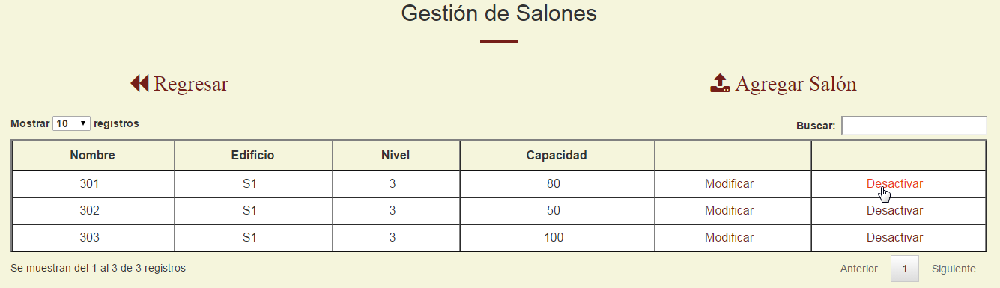 Gestión de Salones
Regresar Agregar Salón
Mostrar 10 registros Buscar:
Nombre Edificio Nivel Capacidad
301 S1 3 80 Modificar Desactivar
302 S1 3 50 Modificar Desactivar
303 S1 3 100 Modificar Desactivar
Se muestran del 1 al 3 de 3 registros Anterior 1 Siguiente